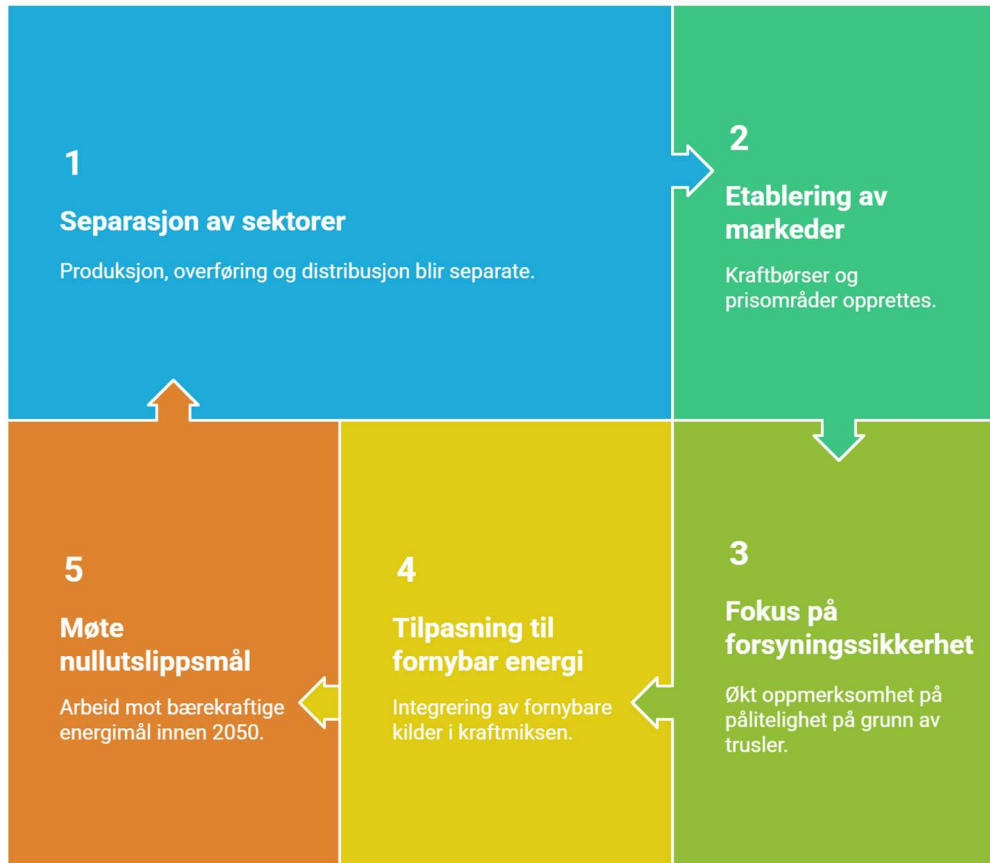 1
Separasjon av sektorer
Produksjon, overføring og distribusjon blir separate.
2
Etablering av
markeder
Kraftbørser og
prisområder opprettes.
3
Fokus på
forsyningssikkerhet
Økt oppmerksomhet på
pålitelighet på grunn av
trusler.
4
Tilpasning til
fornybar energi
Integrering av fornybare
kilder i kraftmiksen.
5
Møte
nullutslippsmål
Arbeid mot bærekraftige
energimål innen 2050.